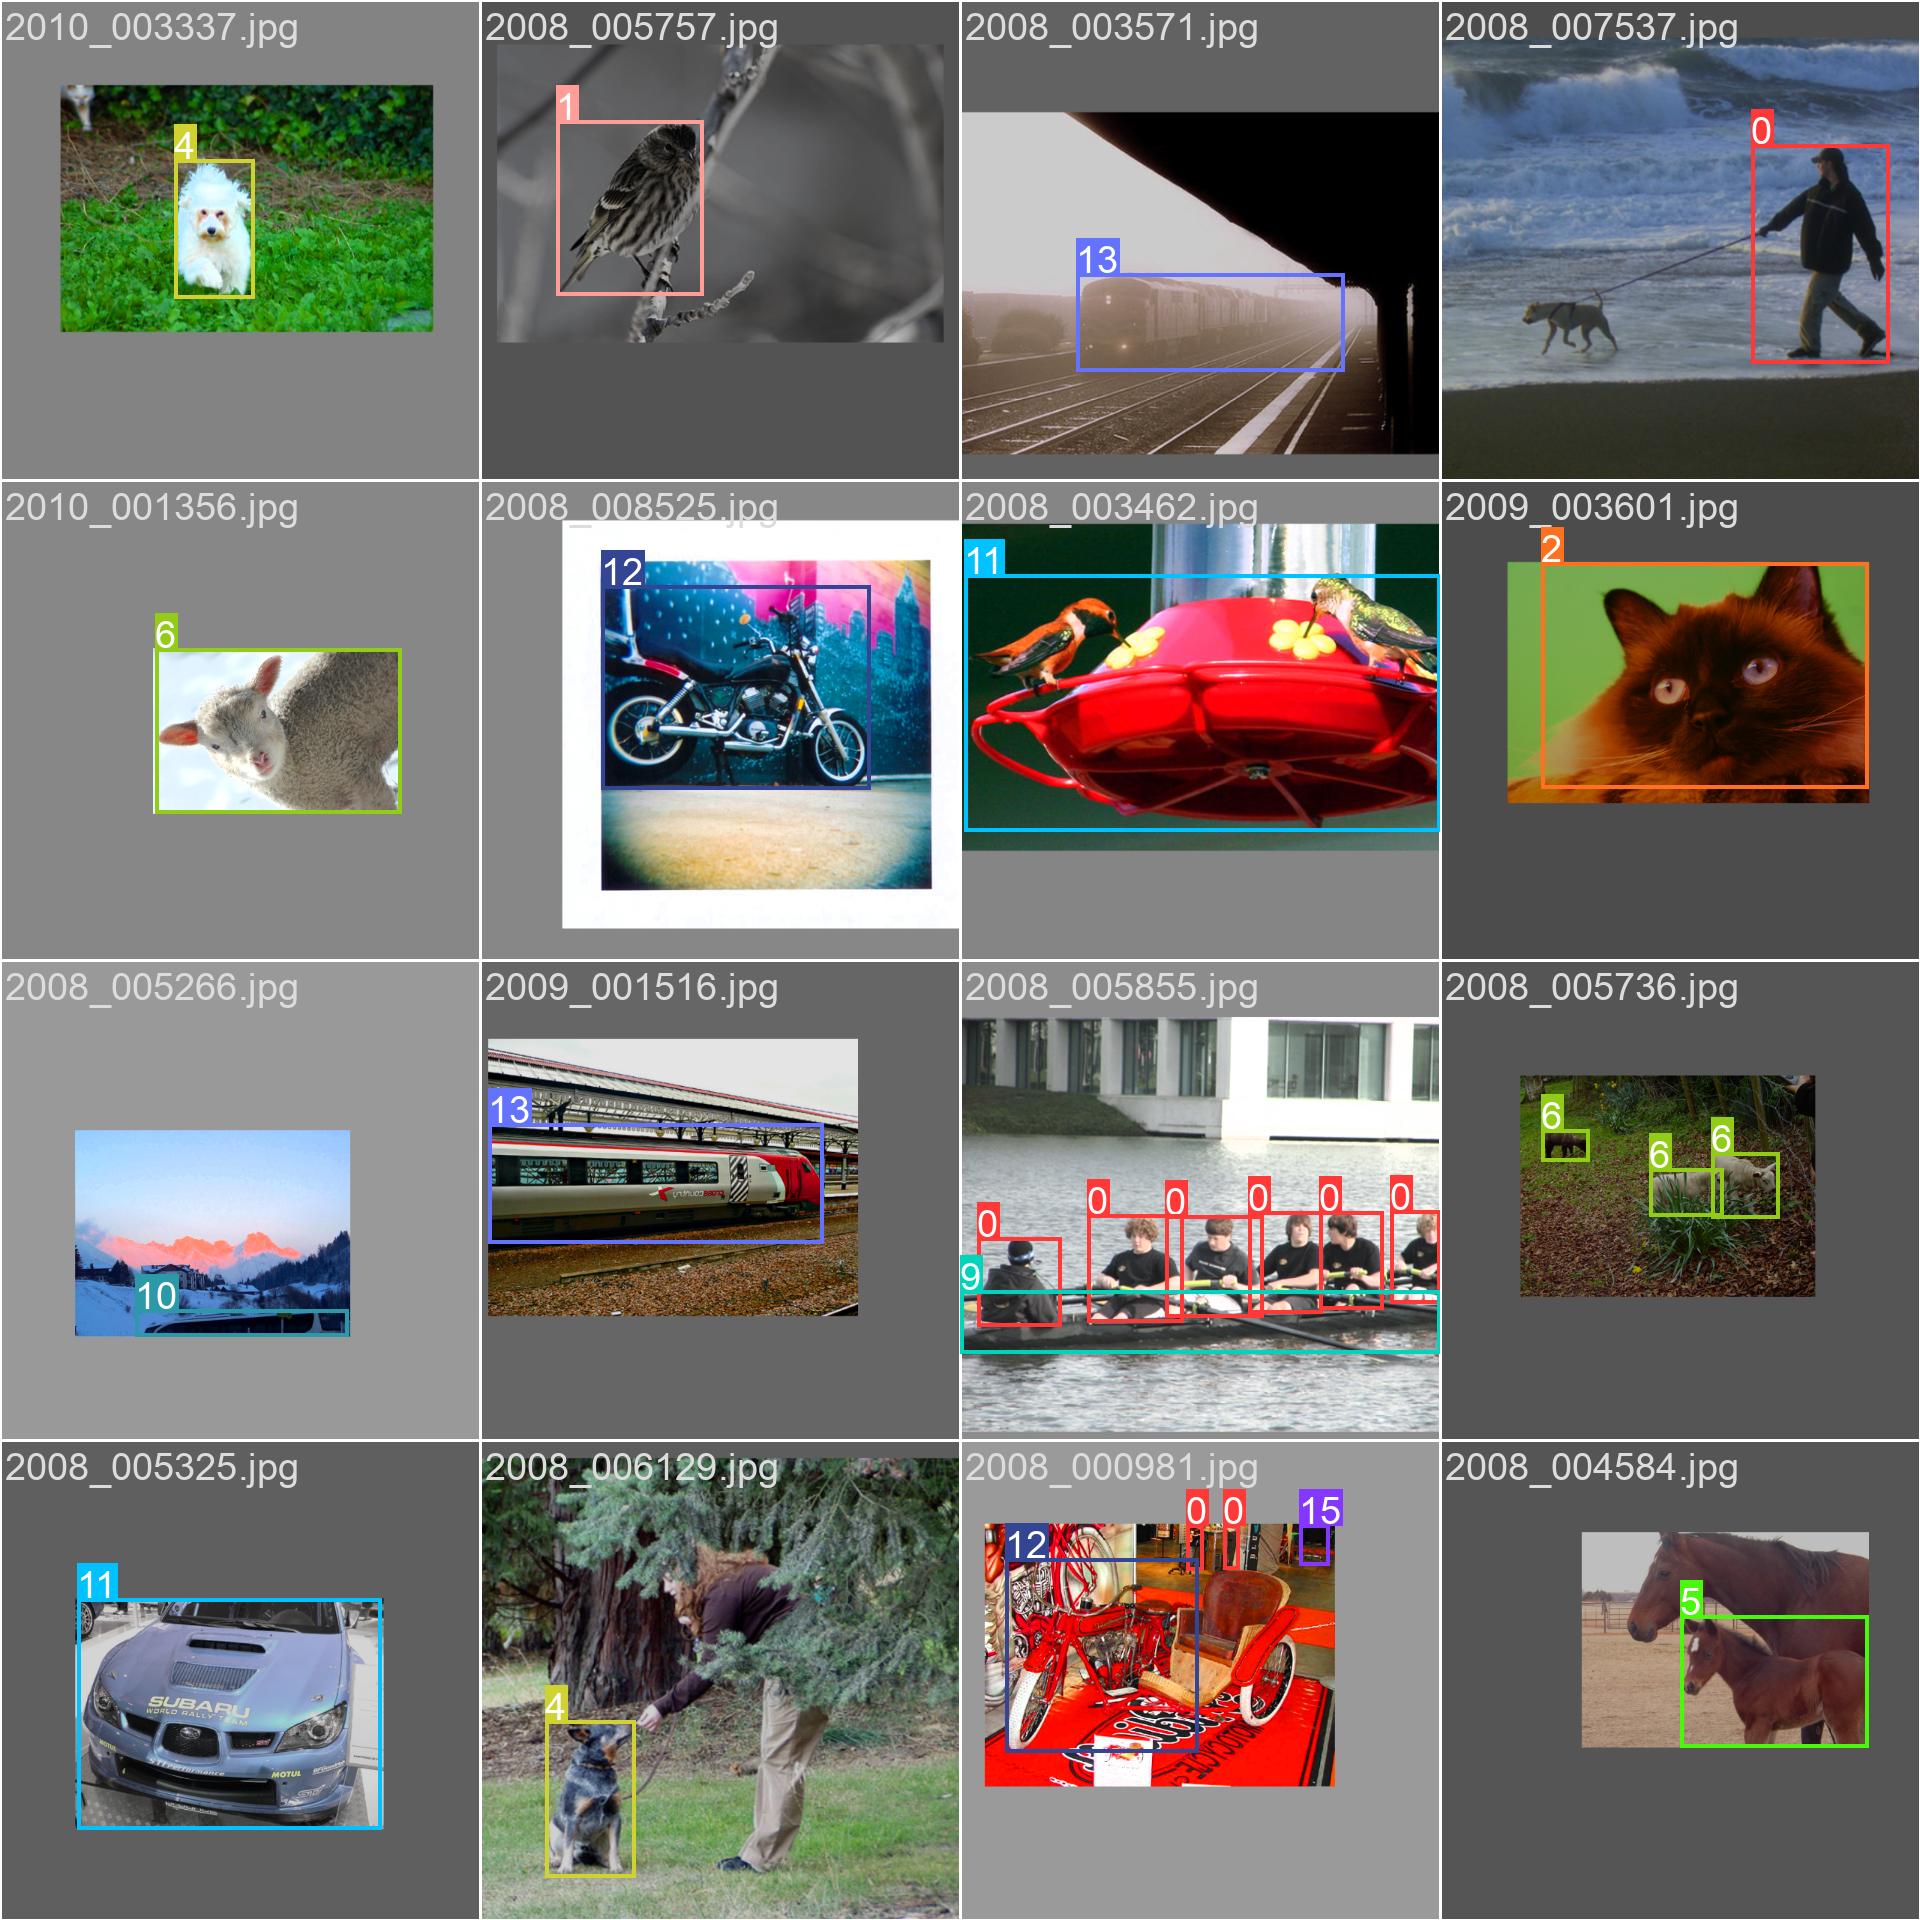 2010_003337.jpg
4
2008_005757.jpg
1
2008_003571.jpg
13
2008_007537.jpg
0
2010_001356.jpg
6
2008_008525.jpg
12
2008_003462.jpg
11
2009_003601.jpg
2
2008_005266.jpg
10
2009_001516.jpg
13
2008_005855.jpg
0
0
0
0
0
0
9
2008_005736.jpg
6
6
6
2008_005325.jpg
11
SUBARU
WORLD RALLY TEAM
MOTUL
MOTUL
2008_006129.jpg
4
2008_000981.jpg
0
0
15
12
2008_004584.jpg
5